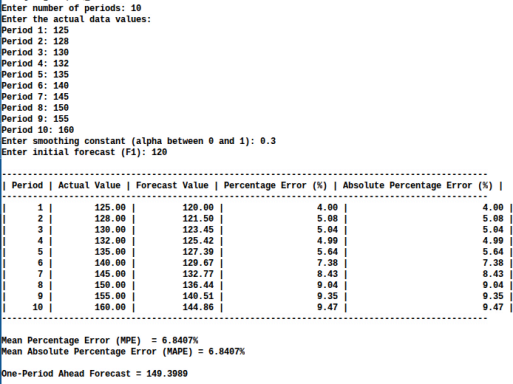 Enter number of periods: 10
Enter the actual data values:
Period 1: 125
Period 2: 128
Period 3: 130
Period 4: 132
Period 5: 135
Period 6: 140
Period 7: 145
Period 8: 150
Period 9: 155
Period 10: 160
Enter smoothing constant (alpha between 0 and 1): 0.3
Enter initial forecast (F1): 120
| Period | Actual Value | Forecast Value | Percentage Error (%) | Absolute Percentage Error (%) |
| 1 | 125.00 | 120.00 | 4.00 | 4.00 |
| 2 | 128.00 | 121.50 | 5.08 | 5.08 |
| 3 | 130.00 | 123.45 | 5.04 | 5.04 |
| 4 | 132.00 | 125.42 | 4.99 | 4.99 |
| 5 | 135.00 | 127.39 | 5.64 | 5.64 |
| 6 | 140.00 | 129.67 | 7.38 | 7.38 |
| 7 | 145.00 | 132.77 | 8.43 | 8.43 |
| 8 | 150.00 | 136.44 | 9.04 | 9.04 |
| 9 | 155.00 | 140.51 | 9.35 | 9.35 |
| 10 | 160.00 | 144.86 | 9.47 | 9.47 |
Mean Percentage Error (MPE) = 6.8407%
Mean Absolute Percentage Error (MAPE) = 6.8407%
One-Period Ahead Forecast = 149.3989